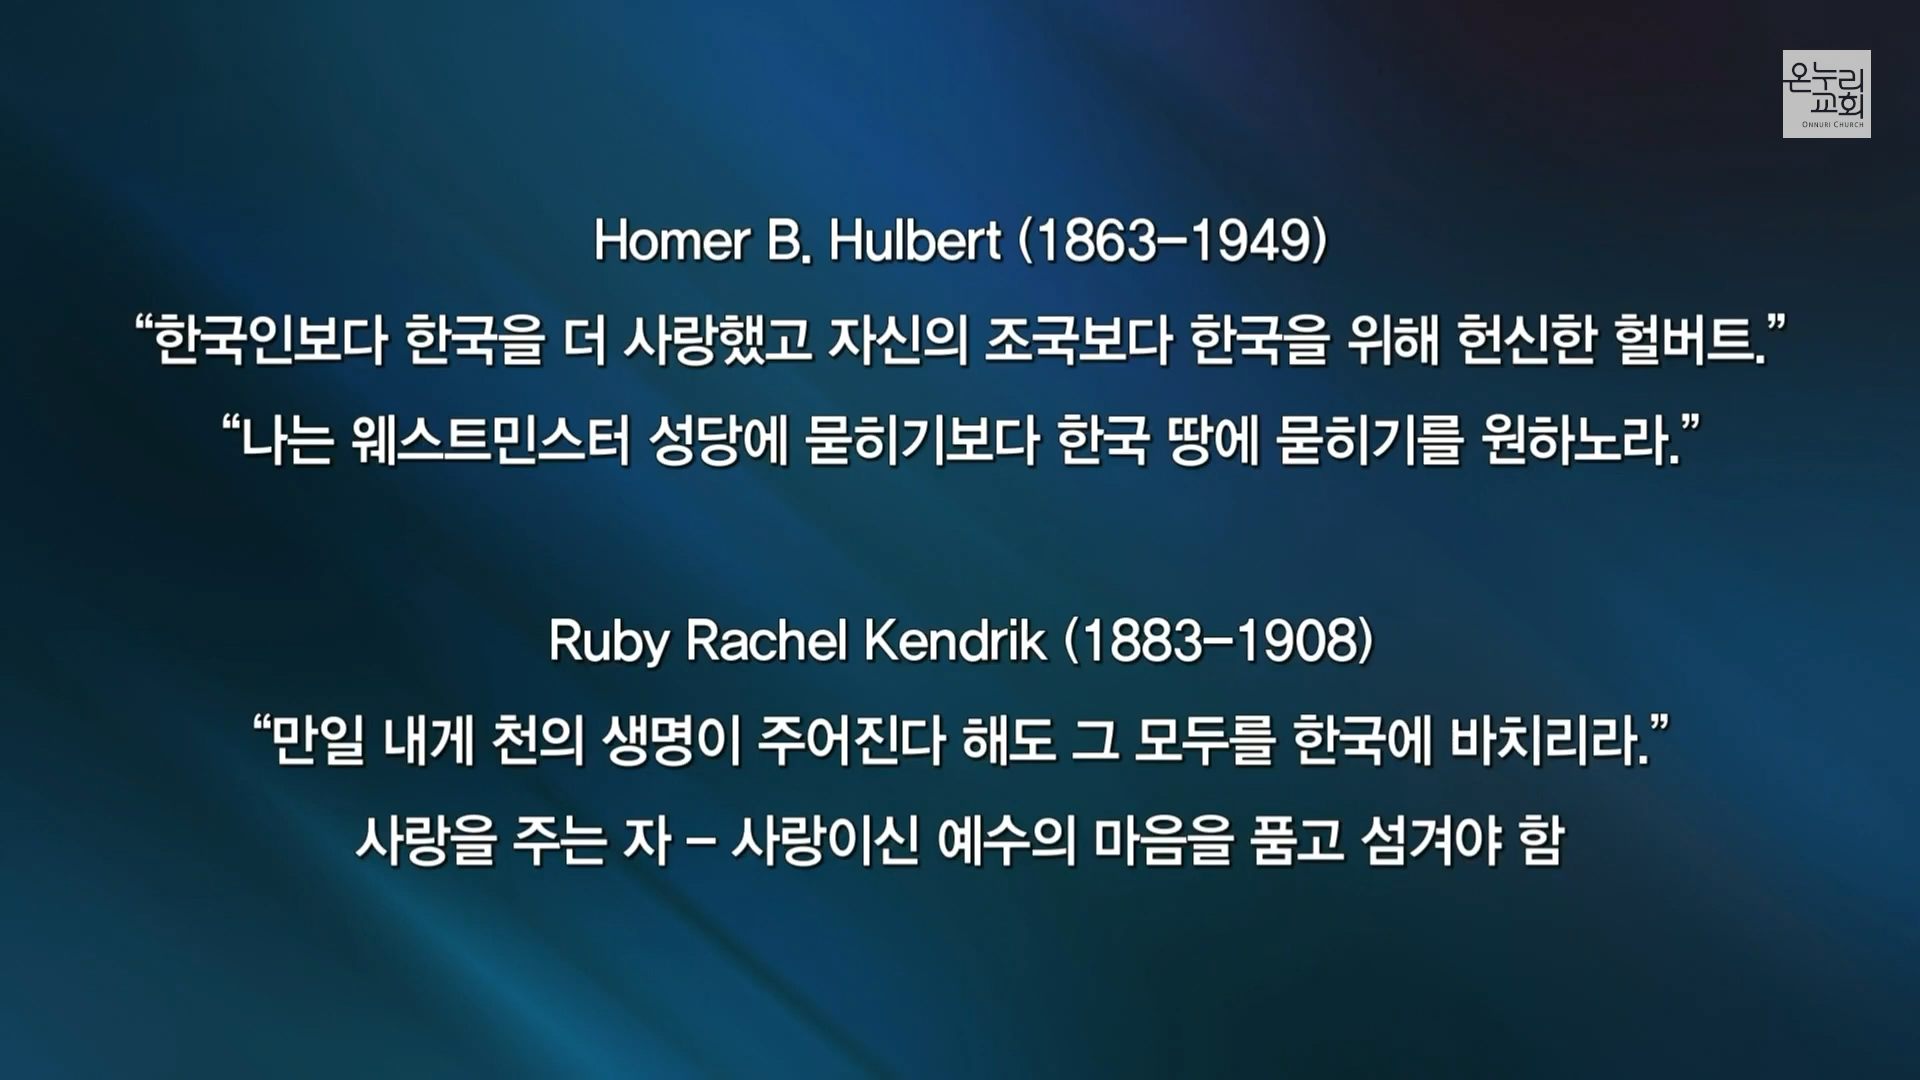 온누리
교회
ONNURI CHURCH
Homer B. Hulbert (1863-1949)
“한국인보다 한국을 더 사랑했고 자신의 조국보다 한국을 위해 헌신한 헐버트.”
“나는 웨스트민스터 성당에 묻히기보다 한국 땅에 묻히기를 원하노라.”
Ruby Rachel Kendrik (1883-1908)
“만일 내게 천의 생명이 주어진다 해도 그 모두를 한국에 바치리라.”
사랑을 주는 자 - 사랑이신 예수의 마음을 품고 섬겨야 함